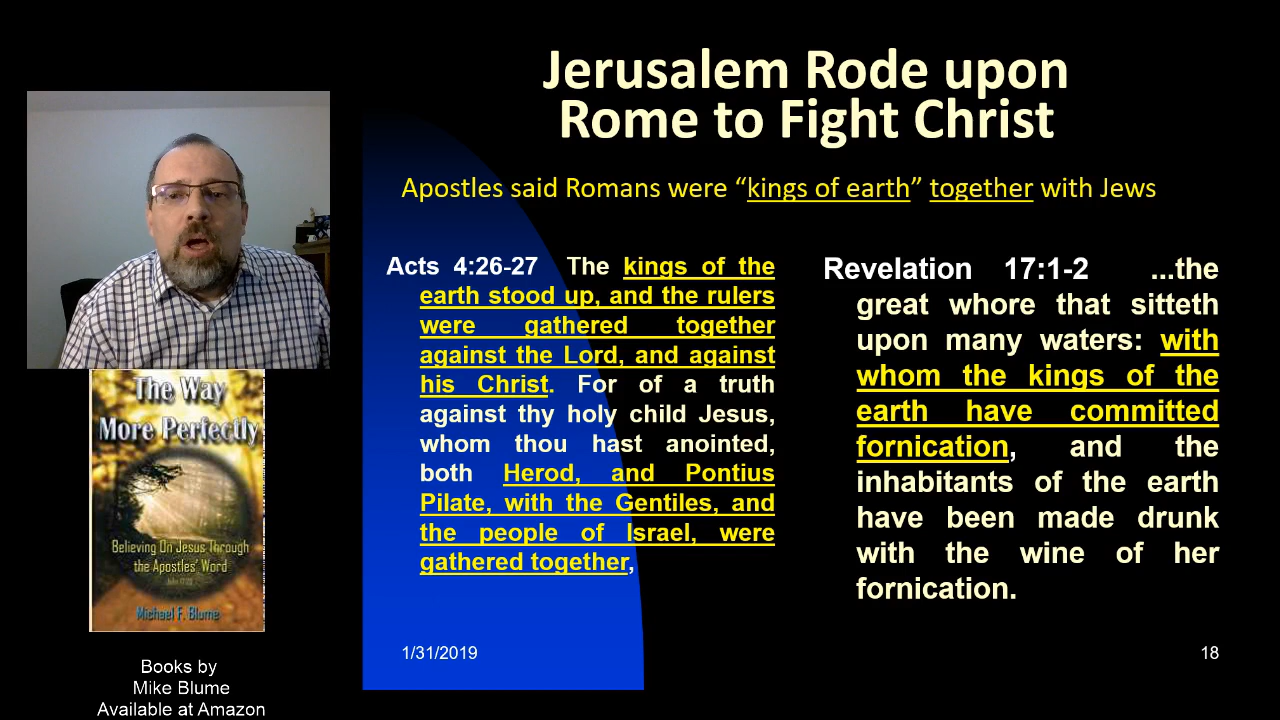 Jerusalem Rode upon
Rome to Fight Christ
Apostles said Romans were “kings of earth” together with Jews
Acts 4:26-27 The kings of the
earth stood up, and the rulers
were gathered together
against the Lord, and against
his Christ. For of a truth
against thy holy child Jesus,
whom thou hast anointed,
both Herod, and Pontius
Pilate, with the Gentiles, and
the people of Israel, were
gathered together,
Revelation 17:1-2 ...the
great whore that sitteth
upon many waters: with
whom the kings of the
earth have committed
fornication, and the
inhabitants of the earth
have been made drunk
with the wine of her
fornication.
1/31/2019
18
The Way
More Perfectly
Believing On Jesus Through
the Apostles' Word
John 17:20
Michael F. Blume
Books by
Mike Blume
Available at Amazon